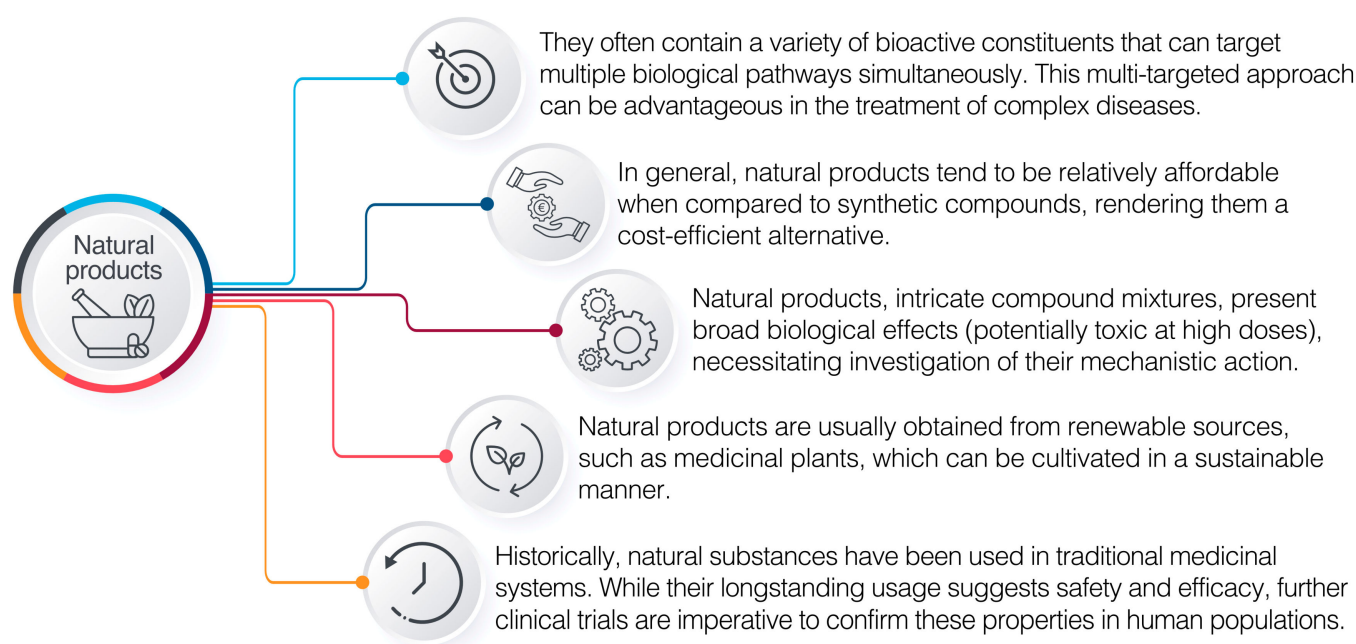 Natural
products
They often contain a variety of bioactive constituents that can target
multiple biological pathways simultaneously. This multi-targeted approach
can be advantageous in the treatment of complex diseases.
In general, natural products tend to be relatively affordable
when compared to synthetic compounds, rendering them a
cost-efficient alternative.
€
Natural products, intricate compound mixtures, present
broad biological effects (potentially toxic at high doses),
necessitating investigation of their mechanistic action.
Natural products are usually obtained from renewable sources,
such as medicinal plants, which can be cultivated in a sustainable
manner.
Historically, natural substances have been used in traditional medicinal
systems. While their longstanding usage suggests safety and efficacy, further
clinical trials are imperative to confirm these properties in human populations.